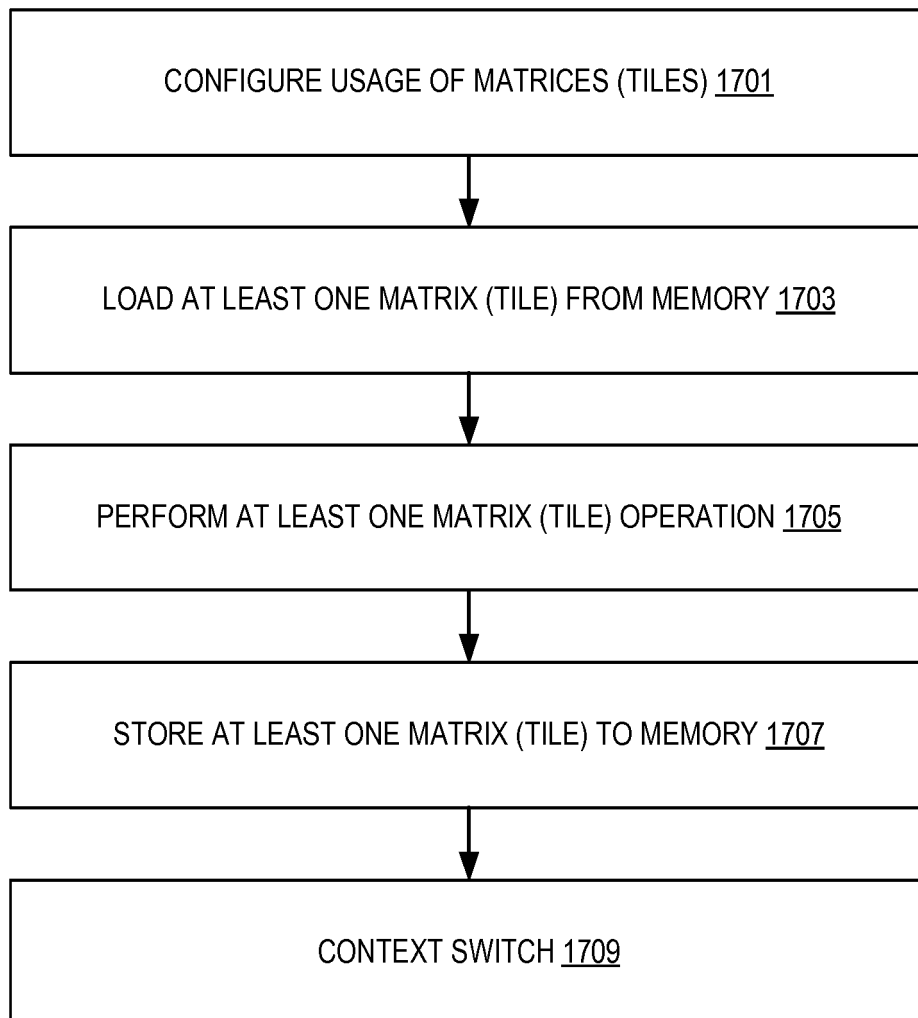 CONFIGURE USAGE OF MATRICES (TILES) 1701
LOAD AT LEAST ONE MATRIX (TILE) FROM MEMORY 1703
PERFORM AT LEAST ONE MATRIX (TILE) OPERATION 1705
STORE AT LEAST ONE MATRIX (TILE) TO MEMORY 1707
CONTEXT SWITCH 1709